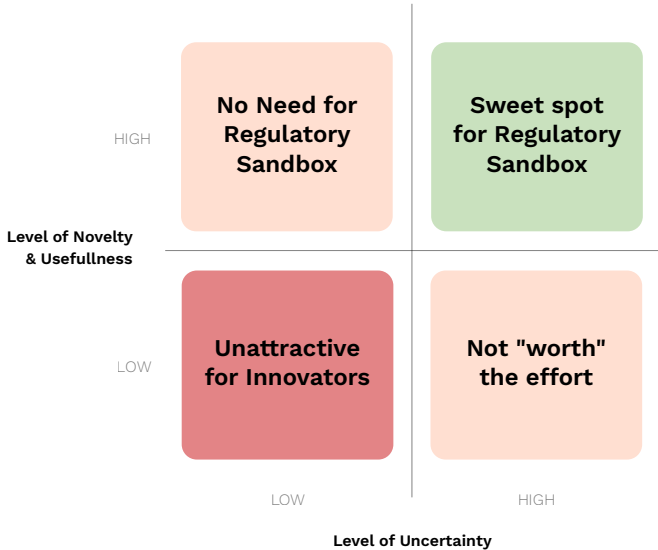 No Need for
Regulatory
Sandbox
Sweet spot
for Regulatory
Sandbox
HIGH
Level of Novelty
& Usefullness
Unattractive
for Innovators
Not "worth"
the effort
LOW
LOW
HIGH
Level of Uncertainty